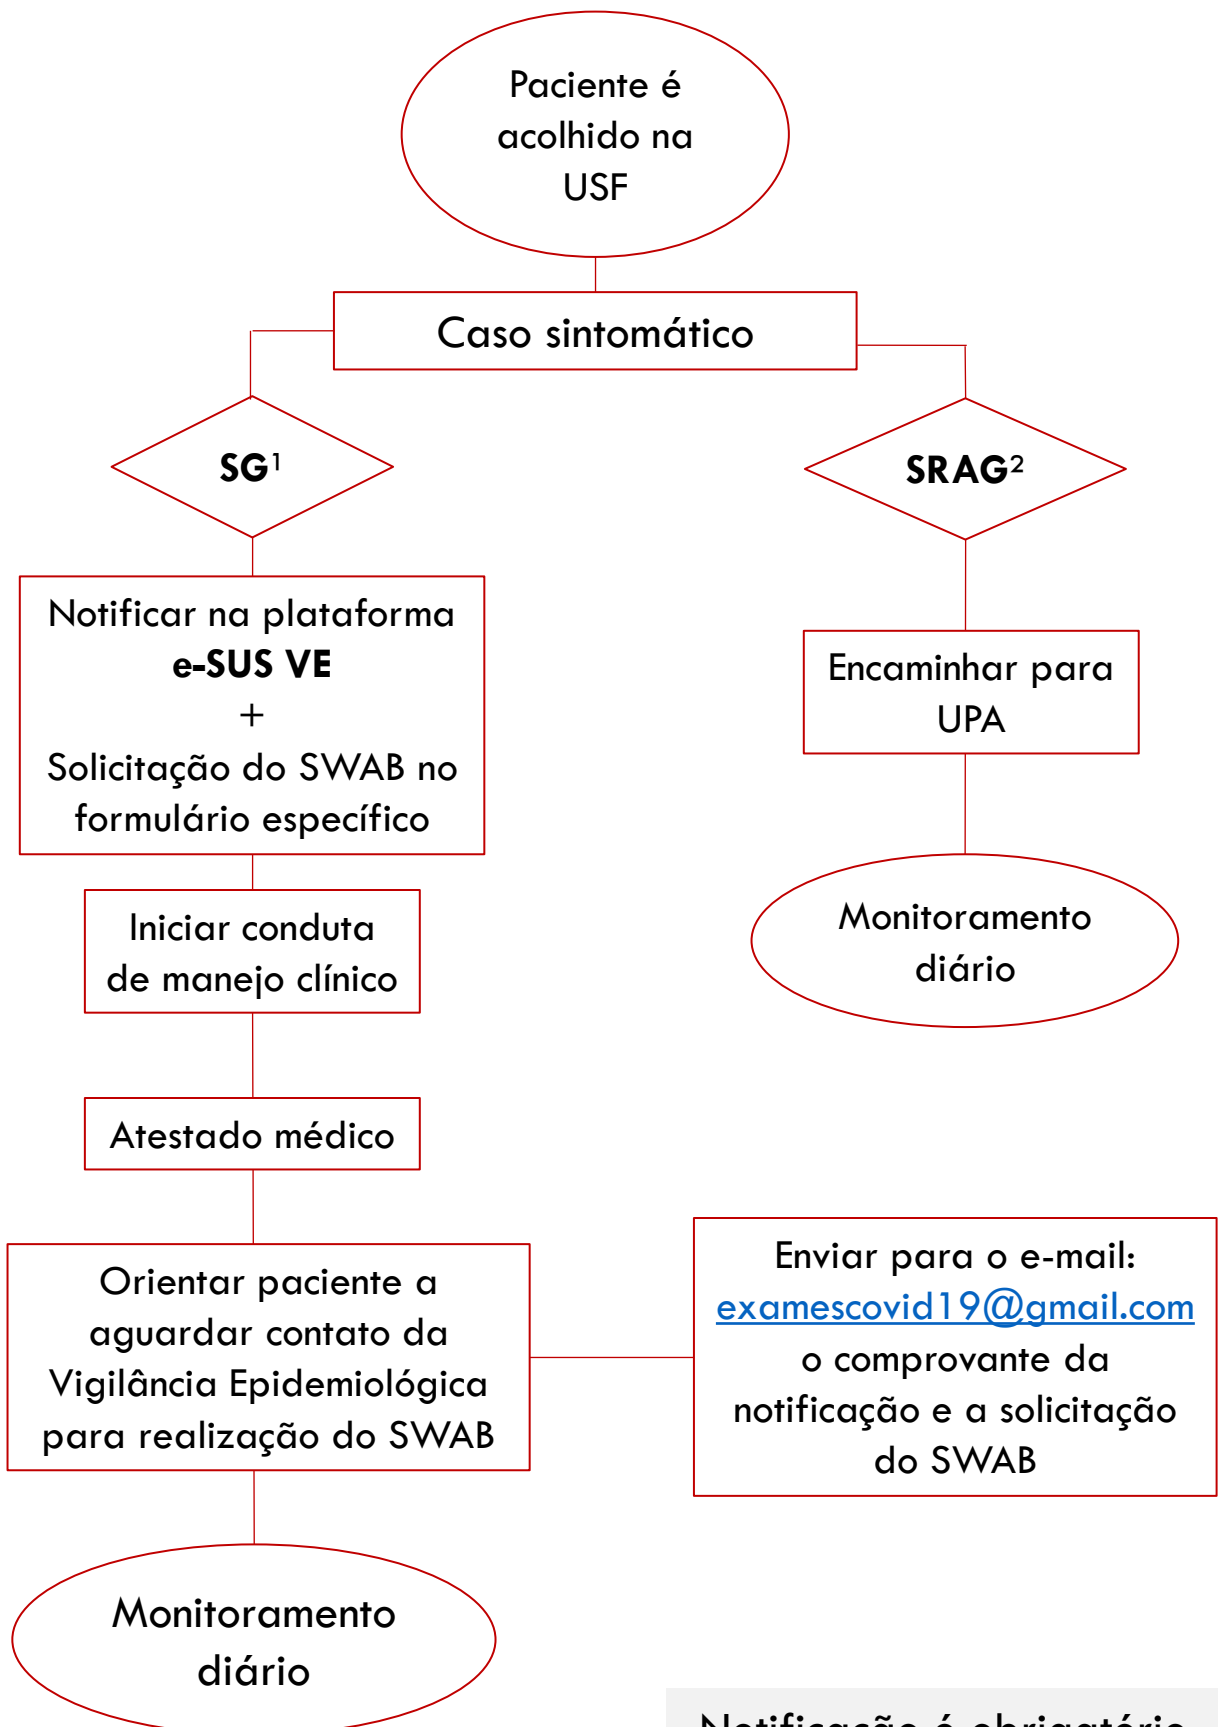 Paciente é
acolhido na
USF
Caso sintomático
SG¹
SRAG²
Notificar na plataforma
e-SUS VE
+
Solicitação do SWAB no
formulário específico
Encaminhar para
UPA
Iniciar conduta
de manejo clínico
Monitoramento
diário
Atestado médico
Orientar paciente a
aguardar contato da
Vigilância Epidemiológica
para realização do SWAB
Enviar para o e-mail:
examescovid19@gmail.com
o comprovante da
notificação e a solicitação
do SWAB
Monitoramento
diário
Notificação é obrigatório